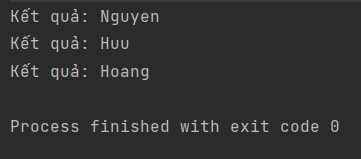 Kết quả: Nguyen
Kết quả: Huu
Kết quả: Hoang
Process finished with exit code 0